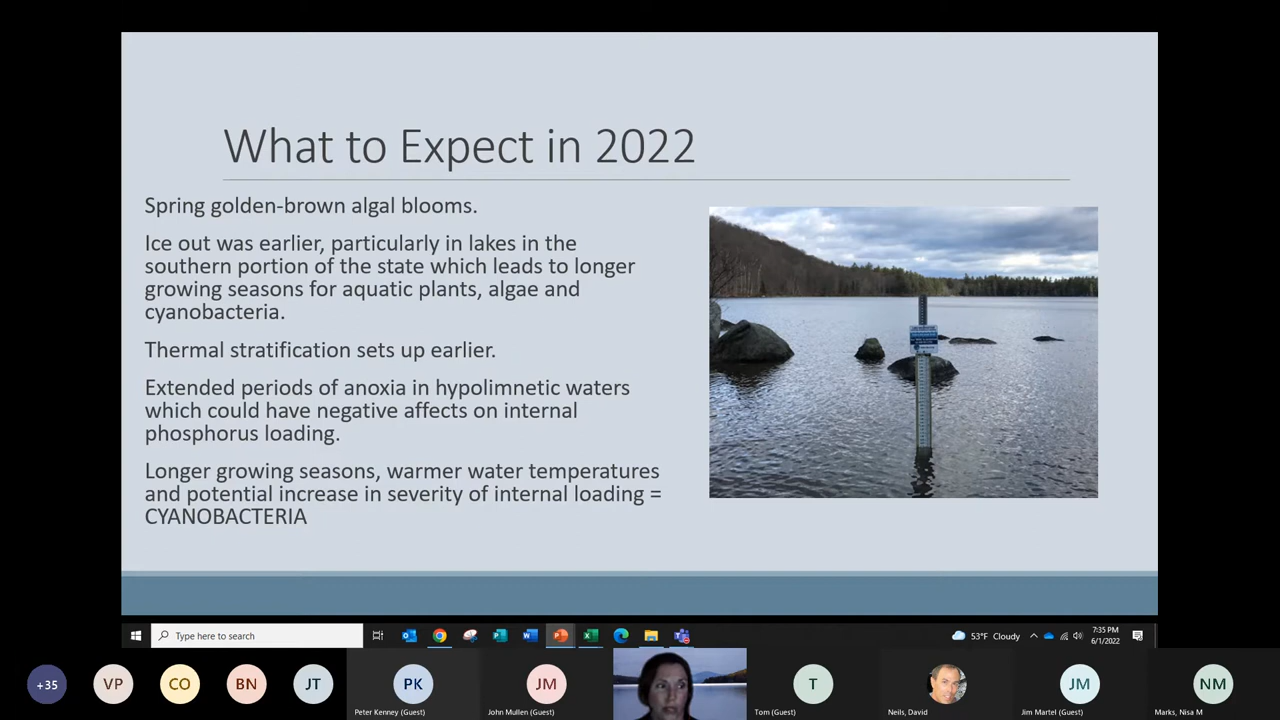 What to Expect in 2022
Spring golden-brown algal blooms.
Ice out was earlier, particularly in lakes in the
southern portion of the state which leads to longer
growing seasons for aquatic plants, algae and
cyanobacteria.
Thermal stratification sets up earlier.
Extended periods of anoxia in hypolimnetic waters
which could have negative affects on internal
phosphorus loading.
Longer growing seasons, warmer water temperatures
and potential increase in severity of internal loading =
CYANOBACTERIA
Type here to search
53°F Cloudy
7:35 PM
6/1/2022
+35
VP
CO
BN
JT
PK
JM
T
JM
NM
Peter Kenney (Guest)
John Mullen (Guest)
Tom (Guest)
Neils, David
Jim Martel (Guest)
Marks, Nisa M